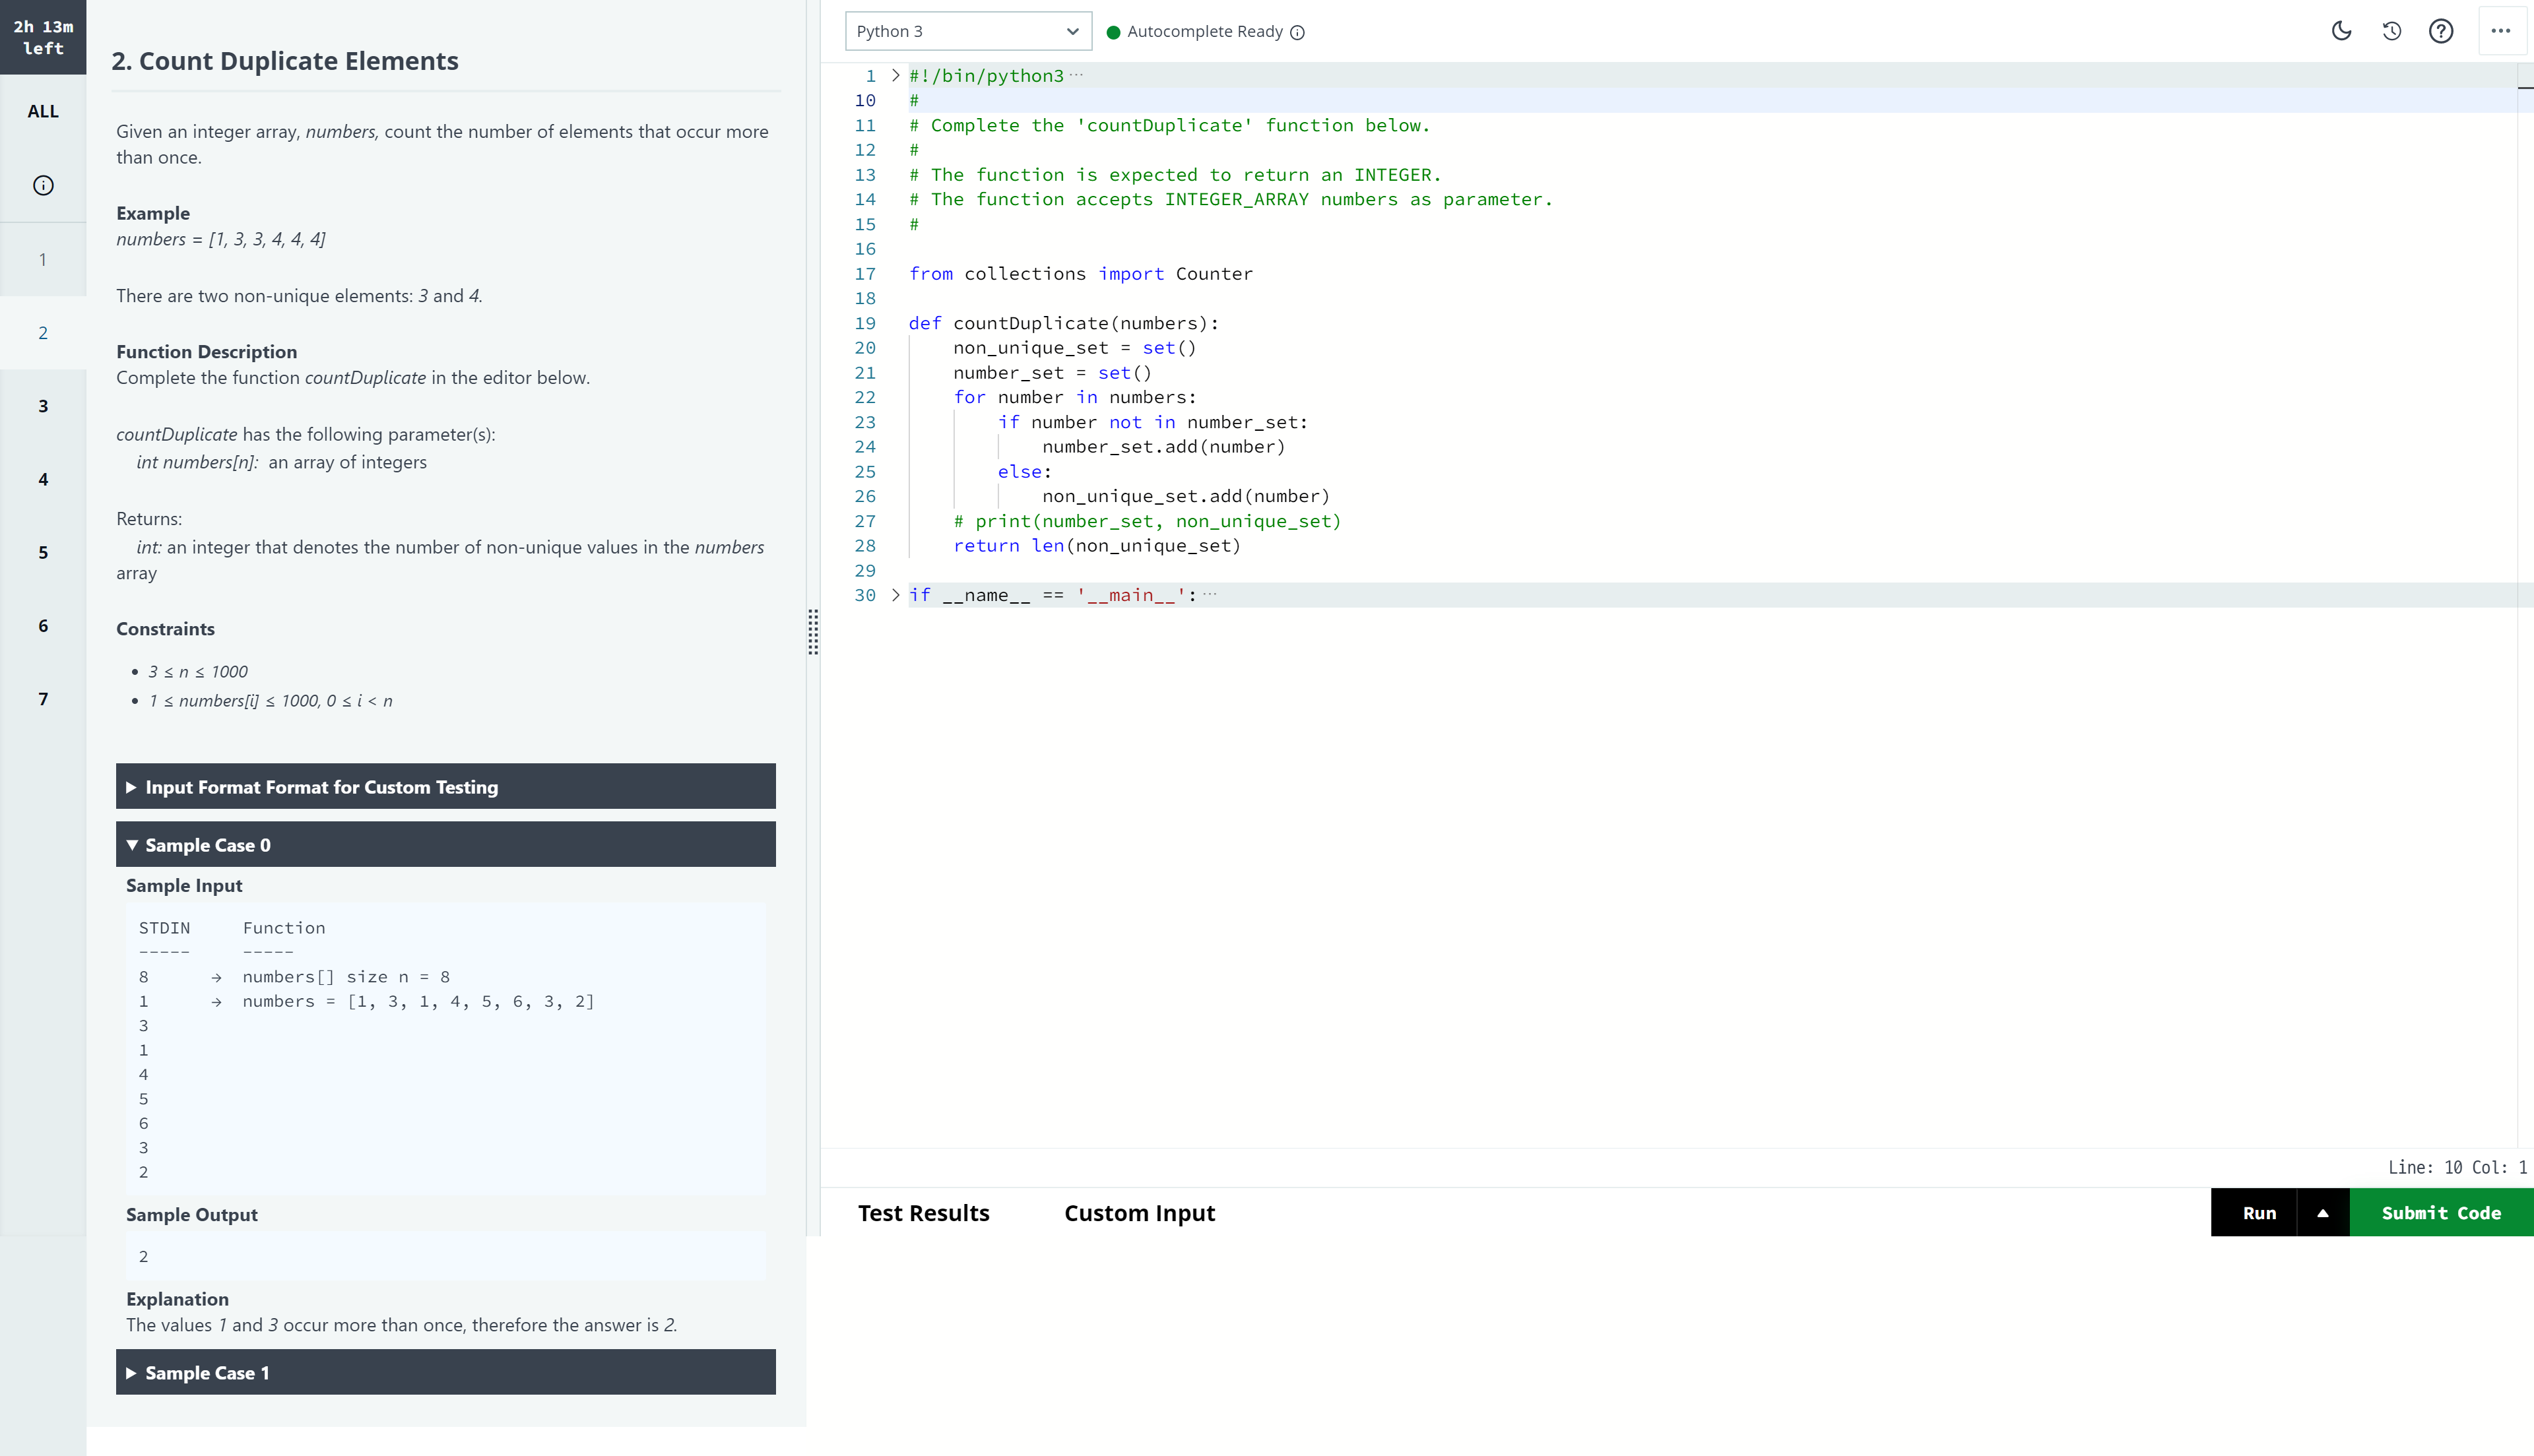 2h 13m
left
ALL
1
2
3
4
5
6
7
2. Count Duplicate Elements
Given an integer array, numbers, count the number of elements that occur more
than once.
Example
numbers = [1, 3, 3, 4, 4, 4]
There are two non-unique elements: 3 and 4.
Function Description
Complete the function countDuplicate in the editor below.
countDuplicate has the following parameter(s):
int numbers[n]: an array of integers
Returns:
int: an integer that denotes the number of non-unique values in the numbers
array
Constraints
• 3 ≤ n ≤ 1000
• 1 ≤ numbers[i] ≤ 1000, 0 ≤ i < n
Input Format Format for Custom Testing
Sample Case 0
Sample Input
STDIN Function
----- -----
8 → numbers[] size n = 8
1 → numbers = [1, 3, 1, 4, 5, 6, 3, 2]
3
1
4
5
6
3
2
Sample Output
2
Explanation
The values 1 and 3 occur more than once, therefore the answer is 2.
Sample Case 1
Python 3
Autocomplete Ready
1 #!/bin/python3 ...
10 #
11 # Complete the 'countDuplicate' function below.
12 #
13 # The function is expected to return an INTEGER.
14 # The function accepts INTEGER_ARRAY numbers as parameter.
15 #
16
17 from collections import Counter
18
19 def countDuplicate(numbers):
20     non_unique_set = set()
21     number_set = set()
22     for number in numbers:
23         if number not in number_set:
24             number_set.add(number)
25         else:
26             non_unique_set.add(number)
27     # print(number_set, non_unique_set)
28     return len(non_unique_set)
29
30 if __name__ == '__main__': ...
Line: 10 Col: 1
Test Results
Custom Input
Run
Submit Code